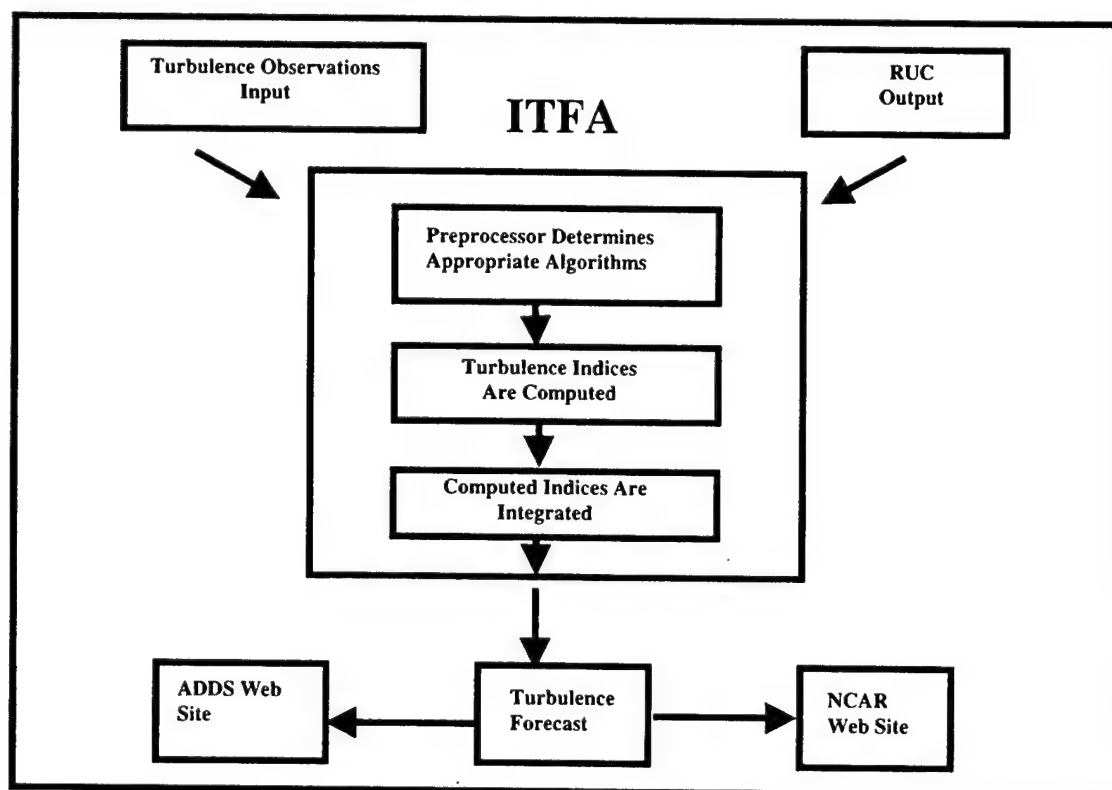 Turbulence Observations
Input
RUC
Output
ITFA
Preprocessor Determines
Appropriate Algorithms
Turbulence Indices
Are Computed
Computed Indices Are
Integrated
ADDS Web
Site
Turbulence
Forecast
NCAR
Web Site